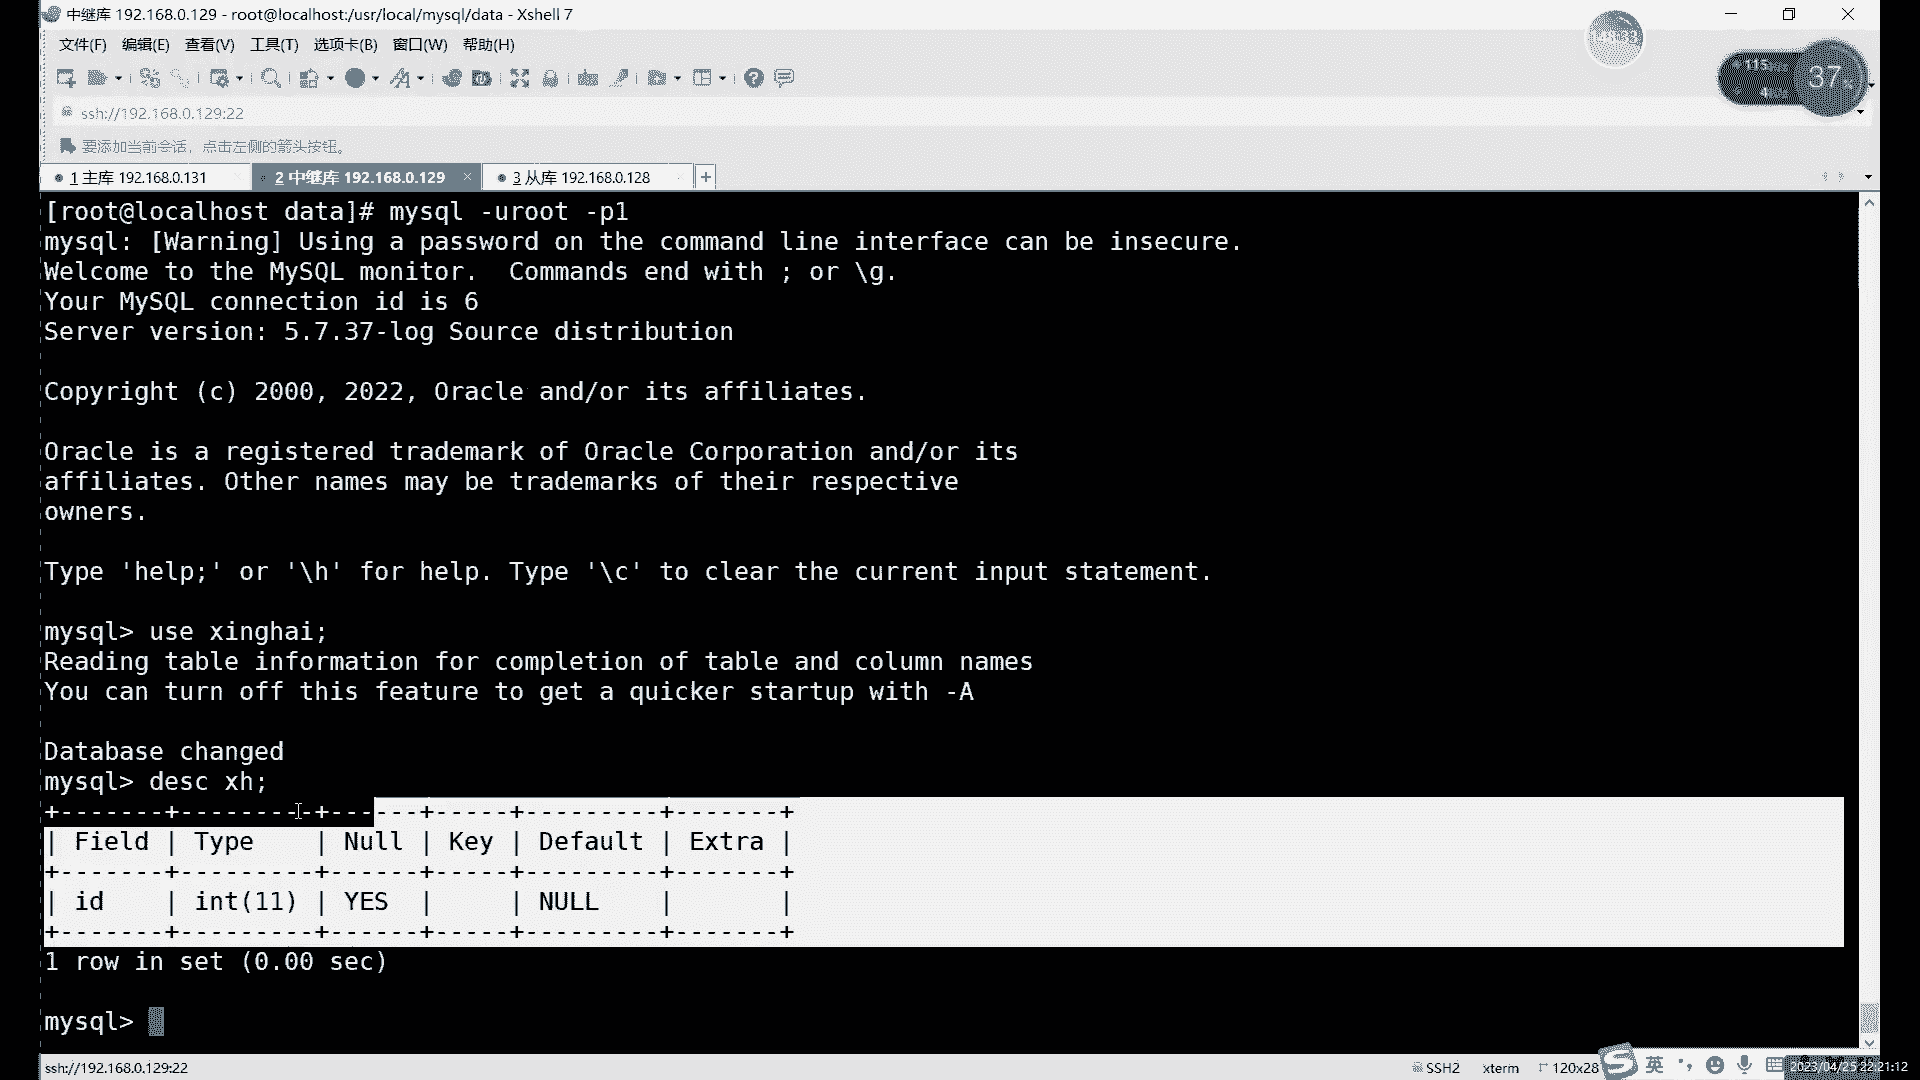 中继库 192.168.0.129 - root@localhost:/usr/local/mysql/data - Xshell 7
文件(F) 编辑(E) 查看(V) 工具(T) 选项卡(B) 窗口(W) 帮助(H)
37
ssh://192.168.0.129:22
要添加当前会话，点击左侧的箭头按钮。
1 主库 192.168.0.131 2 中继库 192.168.0.129 × 3 从库 192.168.0.128 +
[root@localhost data]# mysql -uroot -p1
mysql: [Warning] Using a password on the command line interface can be insecure.
Welcome to the MySQL monitor.  Commands end with ; or \g.
Your MySQL connection id is 6
Server version: 5.7.37-log Source distribution
Copyright (c) 2000, 2022, Oracle and/or its affiliates.
Oracle is a registered trademark of Oracle Corporation and/or its
affiliates. Other names may be trademarks of their respective
owners.
Type 'help;' or '\h' for help. Type '\c' to clear the current input statement.
mysql> use xinghai;
Reading table information for completion of table and column names
You can turn off this feature to get a quicker startup with -A
Database changed
mysql> desc xh;
+-------+---------+------+-----+---------+-------+
| Field | Type    | Null | Key | Default | Extra |
+-------+---------+------+-----+---------+-------+
| id    | int(11) | YES  |     | NULL    |       |
+-------+---------+------+-----+---------+-------+
1 row in set (0.00 sec)
mysql>
ssh://192.168.0.129:22 SSH2 xterm 120x28 英 2023/04/25 22:21:12